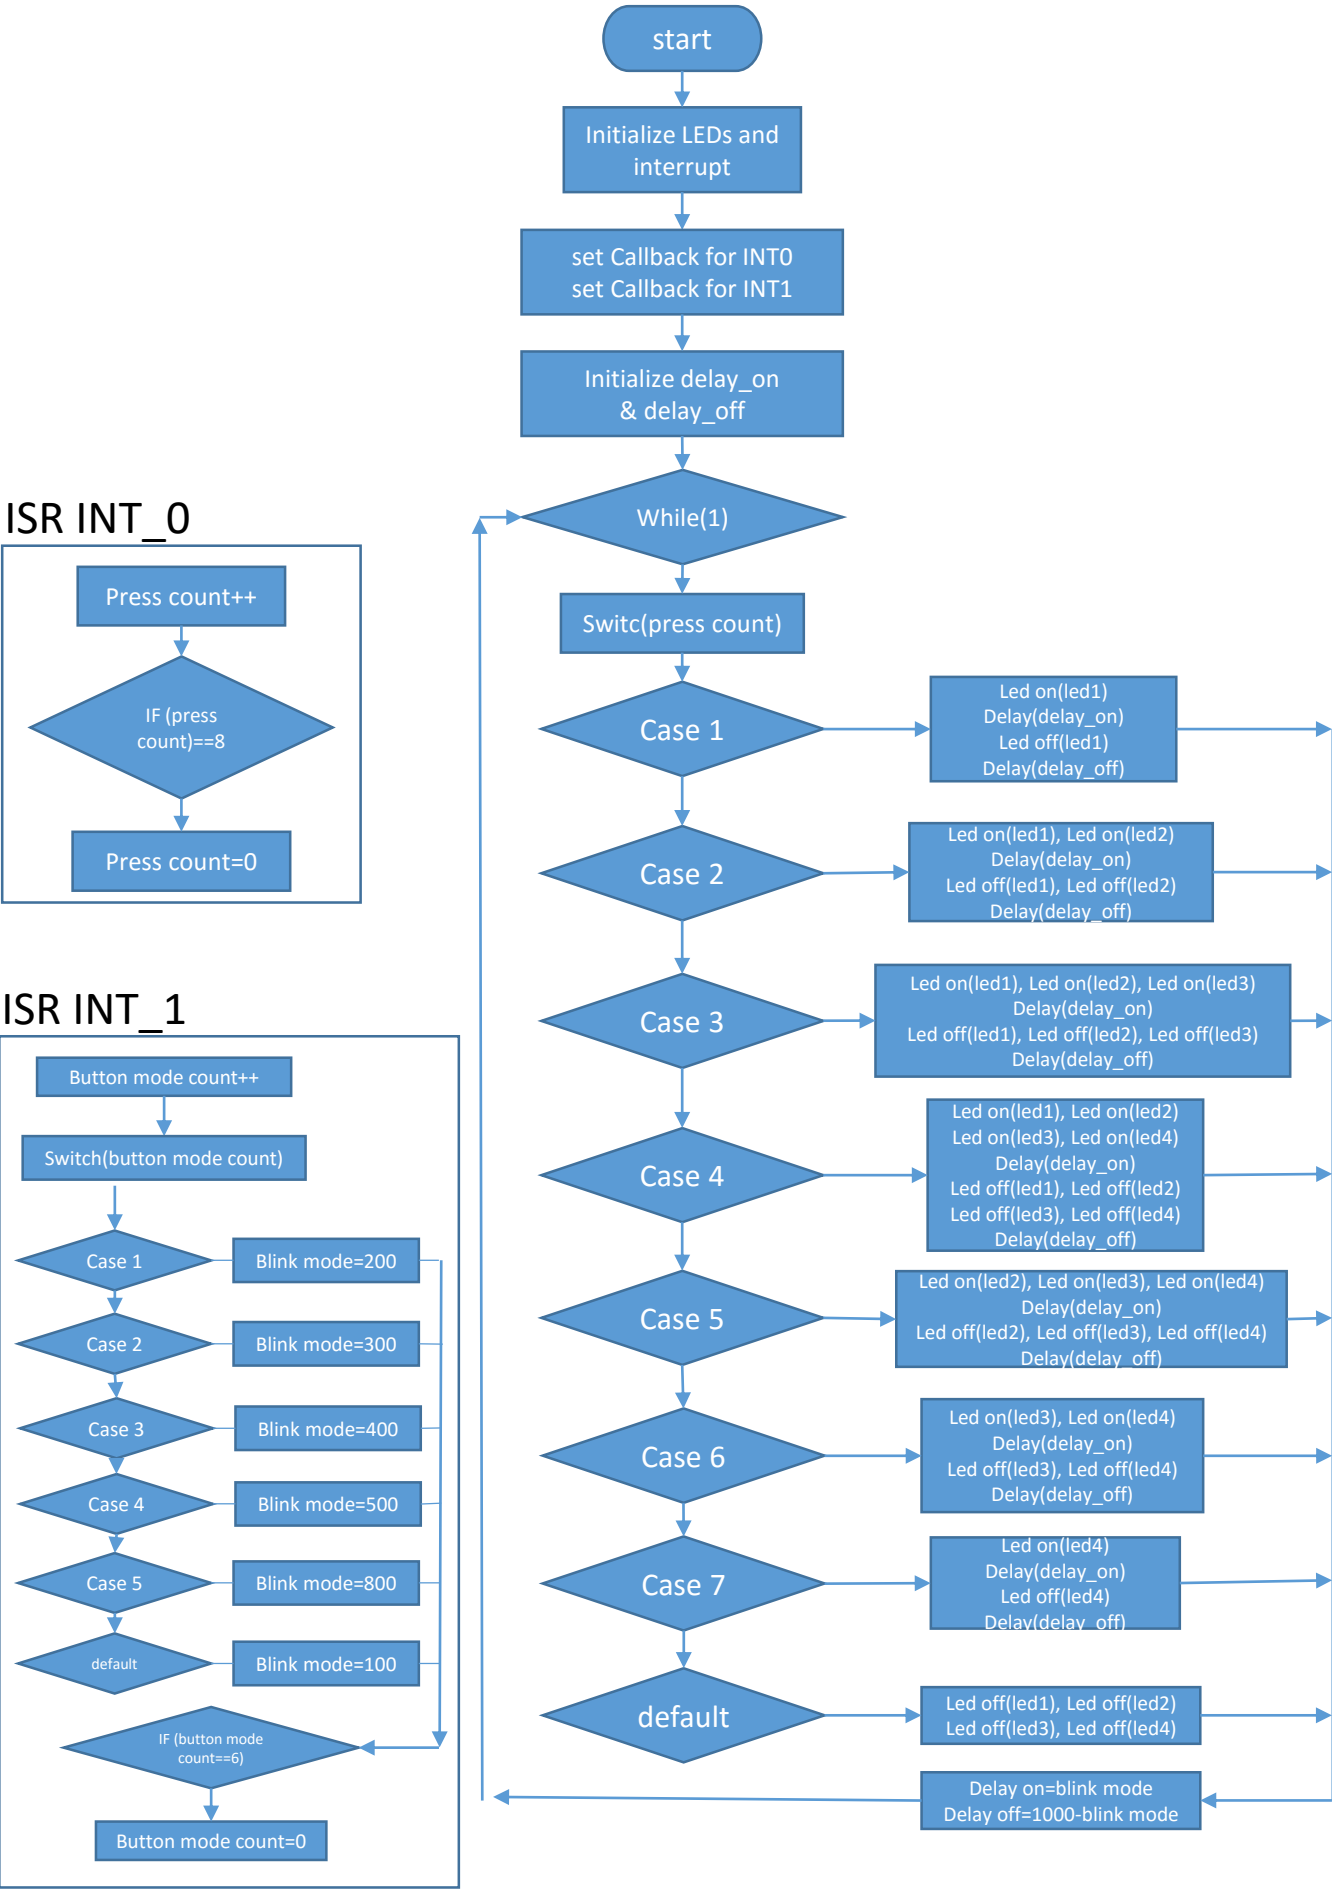 start
Initialize LEDs and
interrupt
set Callback for INT0
set Callback for INT1
Initialize delay_on
& delay_off
While(1)
Switc(press count)
Case 1
Led on(led1)
Delay(delay_on)
Led off(led1)
Delay(delay_off)
Case 2
Led on(led1), Led on(led2)
Delay(delay_on)
Led off(led1), Led off(led2)
Delay(delay_off)
Case 3
Led on(led1), Led on(led2), Led on(led3)
Delay(delay_on)
Led off(led1), Led off(led2), Led off(led3)
Delay(delay_off)
Case 4
Led on(led1), Led on(led2)
Led on(led3), Led on(led4)
Delay(delay_on)
Led off(led1), Led off(led2)
Led off(led3), Led off(led4)
Delay(delay_off)
Case 5
Led on(led2), Led on(led3), Led on(led4)
Delay(delay_on)
Led off(led2), Led off(led3), Led off(led4)
Delay(delay_off)
Case 6
Led on(led3), Led on(led4)
Delay(delay_on)
Led off(led3), Led off(led4)
Delay(delay_off)
Case 7
Led on(led4)
Delay(delay_on)
Led off(led4)
Delay(delay_off)
default
Led off(led1), Led off(led2)
Led off(led3), Led off(led4)
Delay on=blink mode
Delay off=1000-blink mode
ISR INT_0
Press count++
IF (press
count)==8
Press count=0
ISR INT_1
Button mode count++
Switch(button mode count)
Case 1
Blink mode=200
Case 2
Blink mode=300
Case 3
Blink mode=400
Case 4
Blink mode=500
Case 5
Blink mode=800
default
Blink mode=100
IF (button mode
count==6)
Button mode count=0